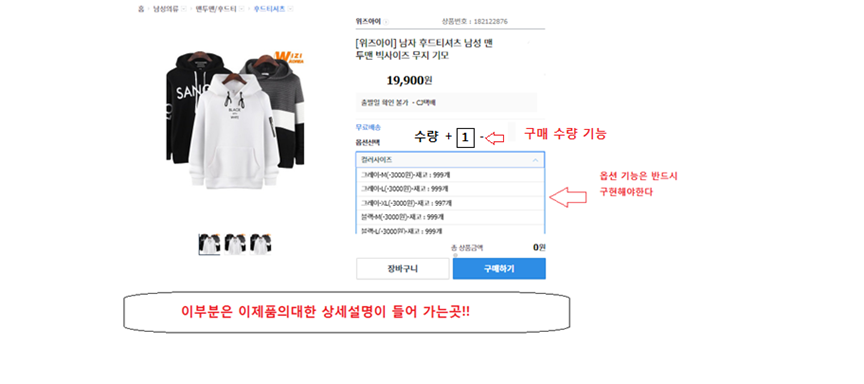 홈 남성의류 맨투맨/후드티 후드티셔츠
위즈아이 상품번호 : 182122876
[위즈아이] 남자 후드티셔츠 남성 맨
투맨 빅사이즈 무지 기모
19,900원
출발일 확인 불가 - CJ택배
무료배송
수량 + 1 -
구매 수량 기능
옵션선택
컬러사이즈
그레이-M(-3000원)-재고 : 999개
그레이-L(-3000원)-재고 : 999개
그레이-XL(-3000원)-재고 : 997개
블랙-M(-3000원)-재고 : 999개
블랙-L(-3000원)-재고 : 999개
옵션 기능은 반드시
구현해야한다
총 상품금액 0원
장바구니 구매하기
WIZI
BLACK
이부분은 이제품의대한 상세설명이 들어 가는곳!!